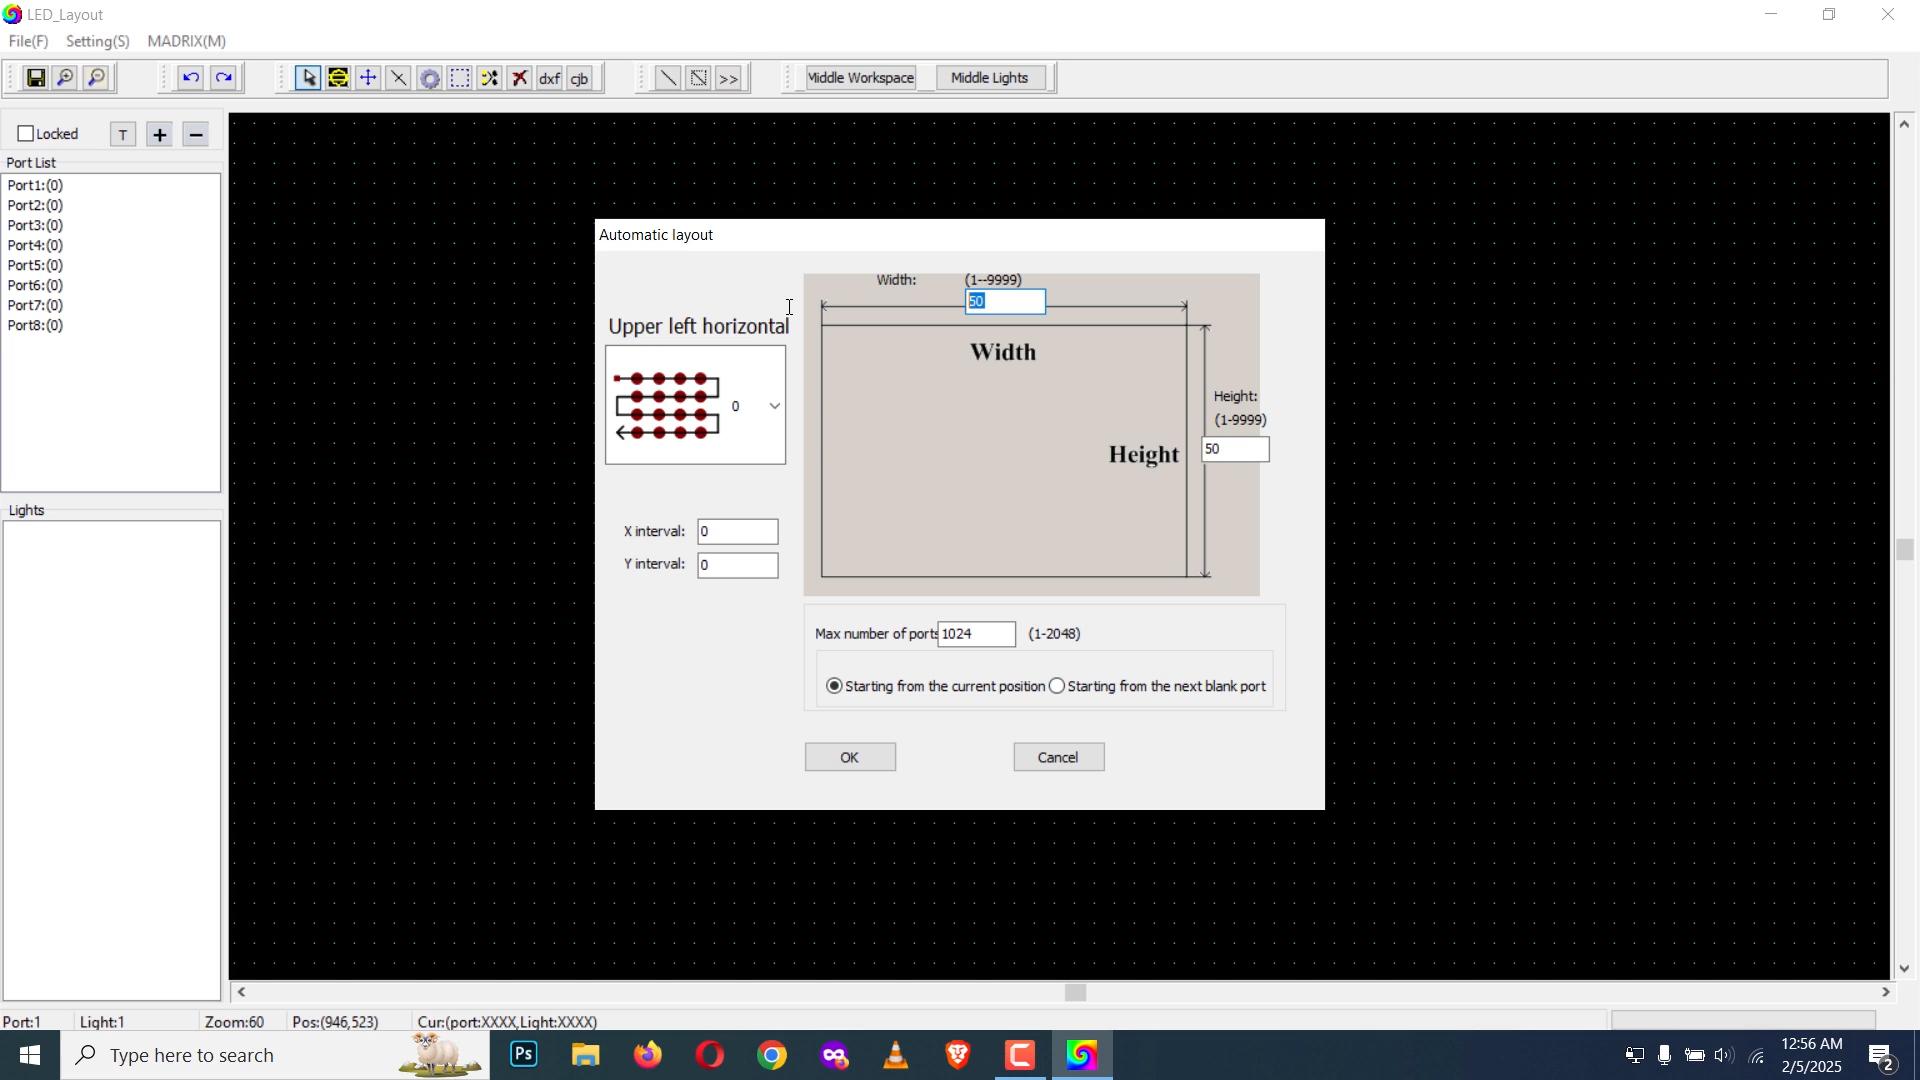 LED_Layout
File(F) Setting(S) MADRIX(M)
dxf cjb >> Middle Workspace Middle Lights
Locked T + −
Port List
Port1:(0)
Port2:(0)
Port3:(0)
Port4:(0)
Port5:(0)
Port6:(0)
Port7:(0)
Port8:(0)
Lights
Automatic layout
Width: (1--9999)
50
Upper left horizontal
Width
0
Height:
(1-9999)
50
Height
X interval: 0
Y interval: 0
Max number of ports 1024 (1-2048)
Starting from the current position Starting from the next blank port
OK Cancel
Port:1 Light:1 Zoom:60 Pos:(946,523) Cur:(port:XXXX,Light:XXXX)
Type here to search
Ps
12:56 AM
2/5/2025
2